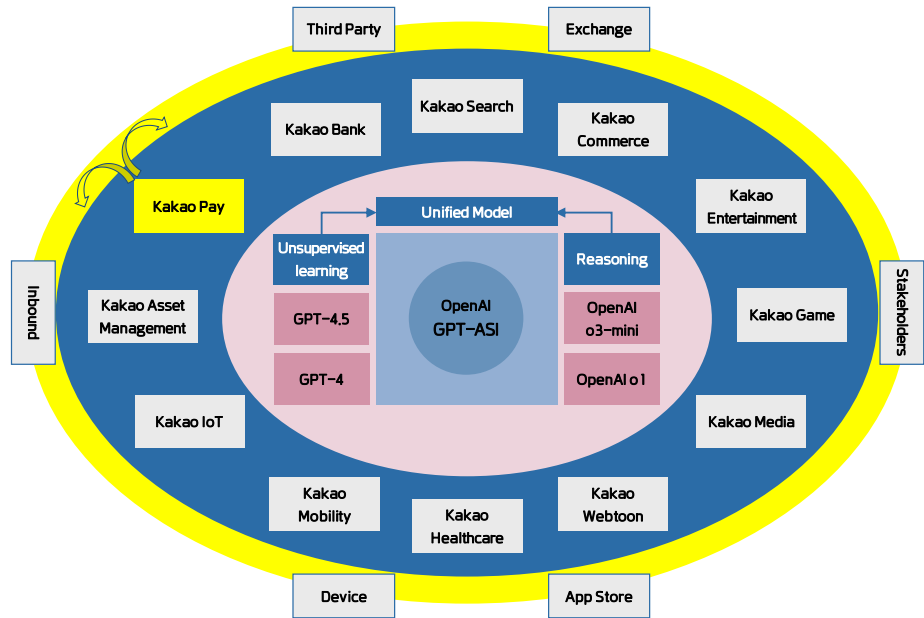 Third Party
Exchange
Kakao Search
Kakao Bank
Kakao
Commerce
Kakao Pay
Kakao
Entertainment
Unified Model
Unsupervised
learning
Reasoning
Inbound
Kakao Asset
Management
GPT-4.5
OpenAI
GPT-ASI
OpenAI
o3-mini
Kakao Game
Stakeholders
GPT-4
OpenAI o1
Kakao IoT
Kakao Media
Kakao
Mobility
Kakao
Healthcare
Kakao
Webtoon
Device
App Store